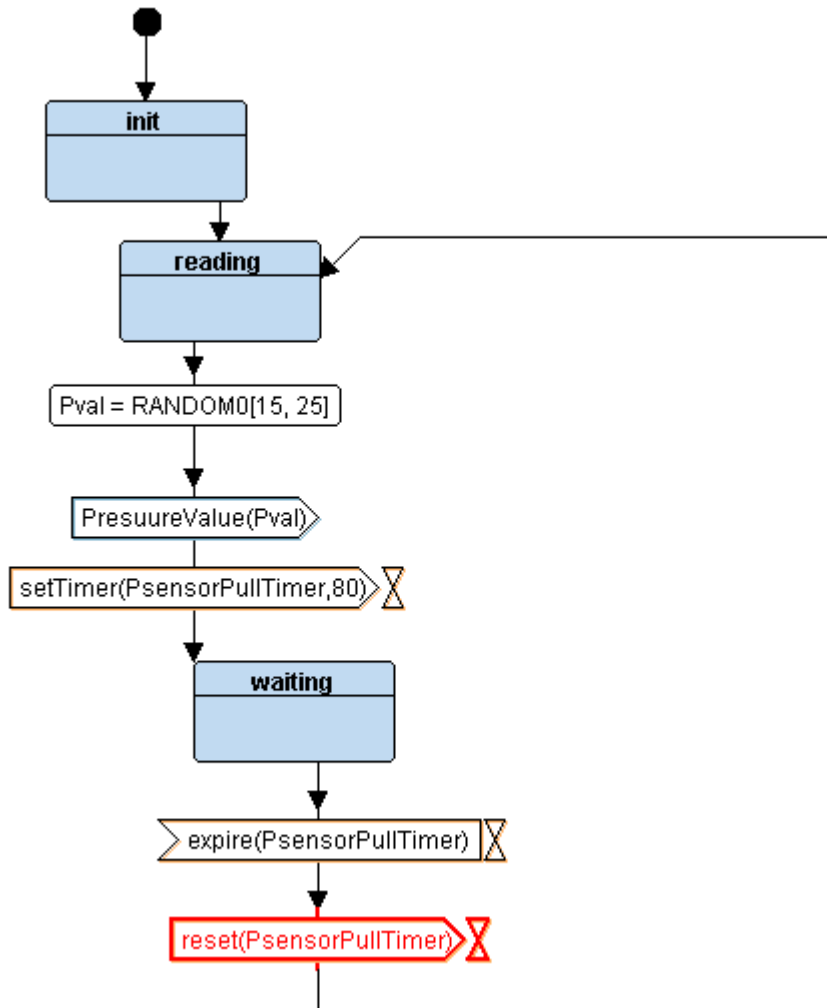 init
reading
Pval = RANDOM0[15, 25]
PresuureValue(Pval)
setTimer(PsensorPullTimer,80)
waiting
expire(PsensorPullTimer)
reset(PsensorPullTimer)